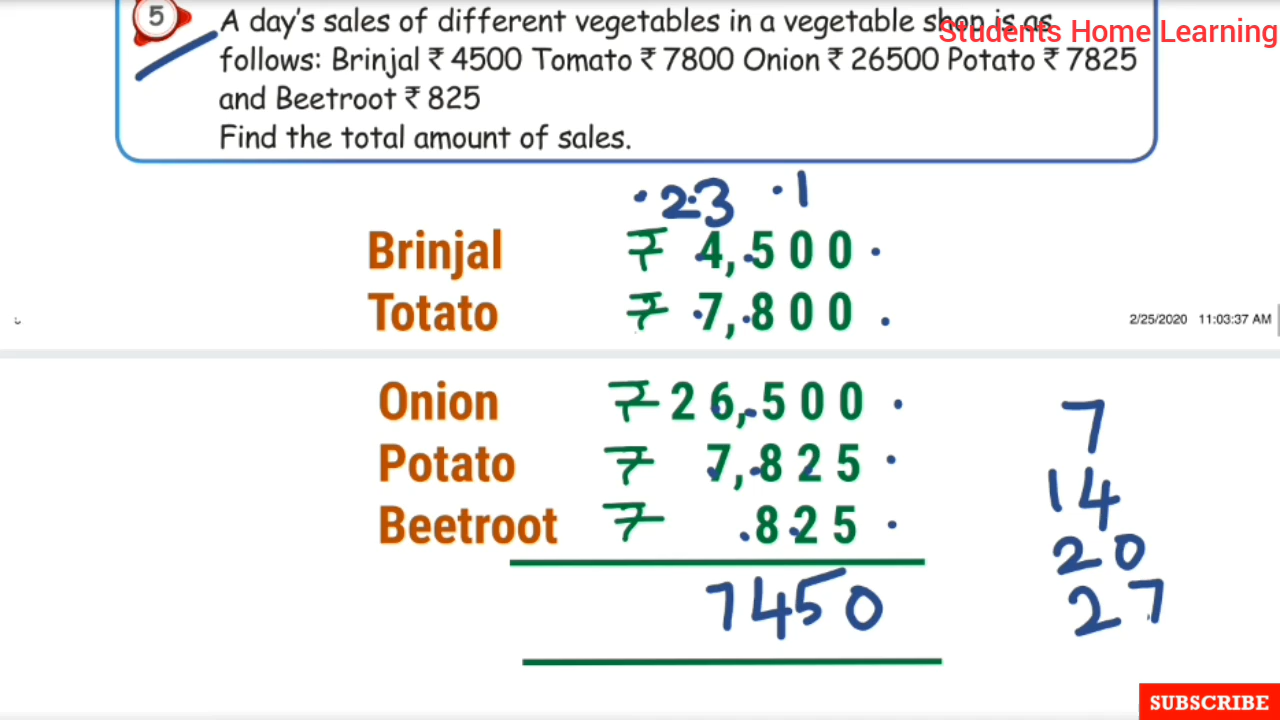 5 A day's sales of different vegetables in a vegetable shop is as
Students Home Learning
follows: Brinjal ₹ 4500 Tomato ₹ 7800 Onion ₹ 26500 Potato ₹ 7825
and Beetroot ₹ 825
Find the total amount of sales.
23 1
Brinjal ₹ 4,500
Totato ₹ 7,800
2/25/2020 11:03:37 AM
Onion ₹ 26,500
Potato ₹ 7,825
Beetroot ₹ 825
7450
7
14
20
27
SUBSCRIBE